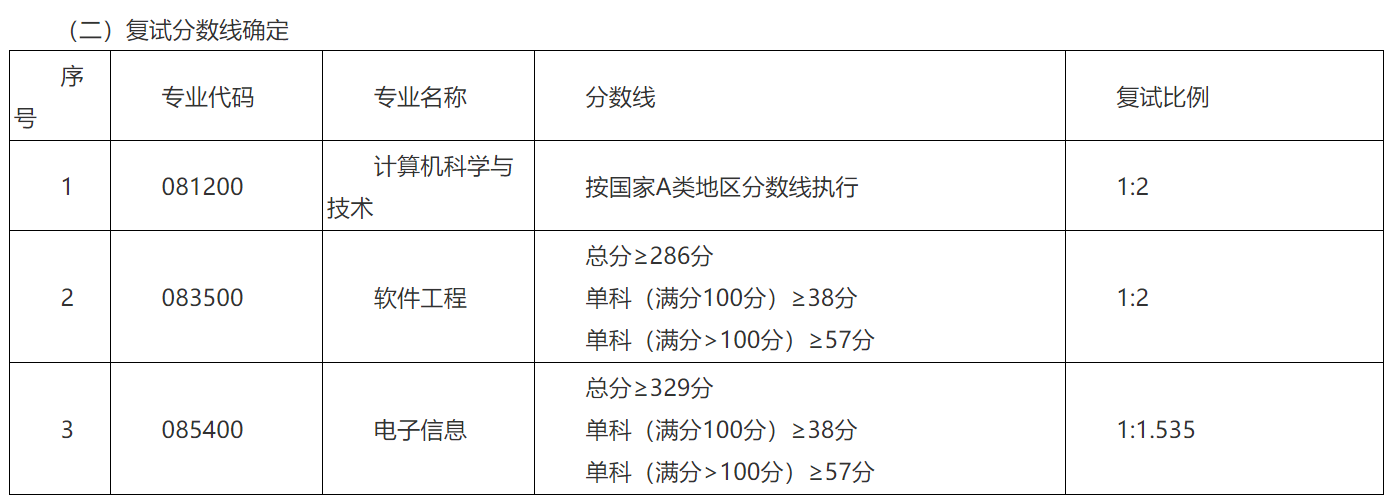 （二）复试分数线确定
序号
专业代码
专业名称
分数线
复试比例
1
081200
计算机科学与
技术
按国家A类地区分数线执行
1:2
2
083500
软件工程
总分≥286分
单科（满分100分）≥38分
单科（满分>100分）≥57分
1:2
3
085400
电子信息
总分≥329分
单科（满分100分）≥38分
单科（满分>100分）≥57分
1:1.535